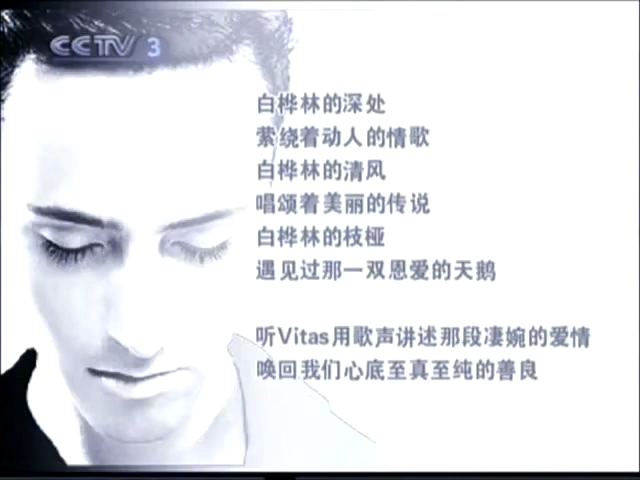 CCTV 3
白桦林的深处
萦绕着动人的情歌
白桦林的清风
唱颂着美丽的传说
白桦林的枝桠
遇见过那一双恩爱的天鹅
听Vitas用歌声讲述那段凄婉的爱情
唤回我们心底至真至纯的善良